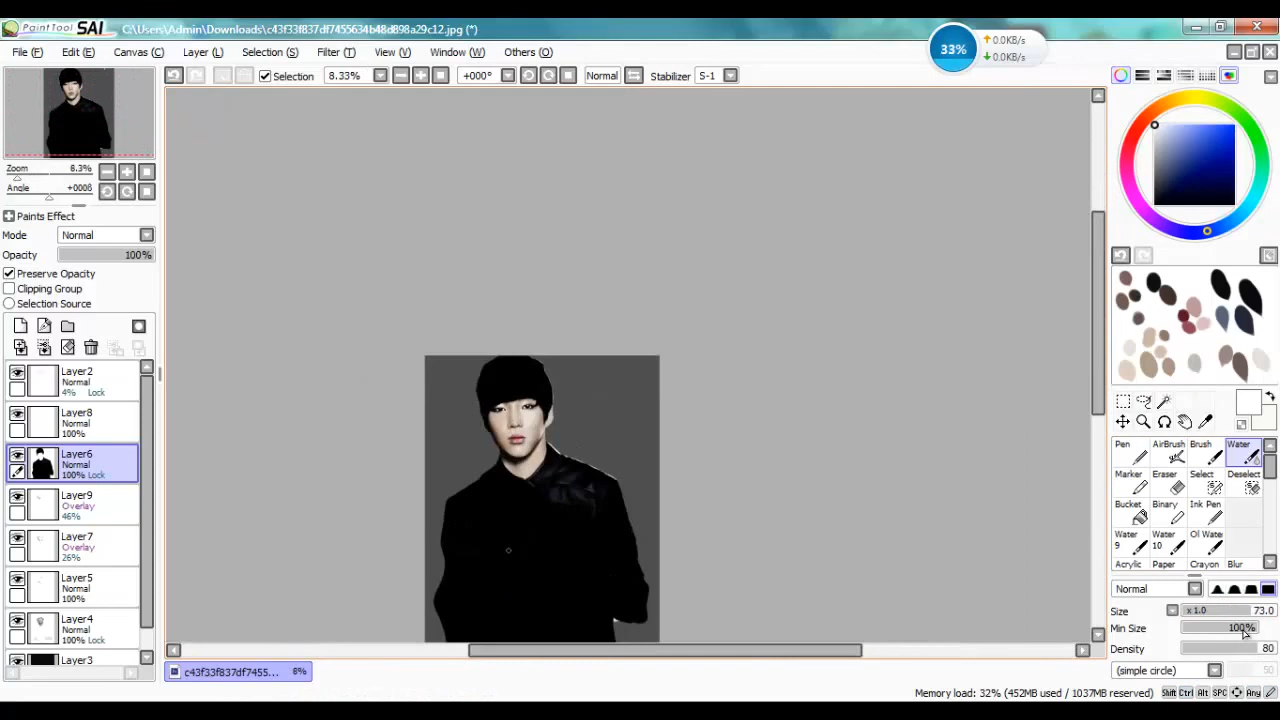 PaintTool SAI C:\Users\Admin\Downloads\c43f33f837df7455634b48d898a29c12.jpg (*)
File (F) Edit (E) Canvas (C) Layer (L) Selection (S) Filter (T) View (V) Window (W) Others (O)
33% 0.0KB/s
0.0KB/s
Selection 8.33% +000° Normal Stabilizer S-1
Zoom 8.3%
Angle +000δ
Paints Effect
Mode Normal
Opacity 100%
Preserve Opacity
Clipping Group
Selection Source
Layer2
Normal
4% Lock
Layer8
Normal
100%
Layer6
Normal
100% Lock
Layer9
Overlay
46%
Layer7
Overlay
26%
Layer5
Normal
100%
Layer4
Normal
100% Lock
Layer3
Pen AirBrush Brush Water
Marker Eraser Select Deselect
Bucket Binary Ink Pen
Water 9 Water 10 Ol Water
Acrylic Paper Crayon Blur
Normal
Size x 1.0 73.0
Min Size 100%
Density 80
(simple circle) 50
c43f33f837df7455... 8%
Memory load: 32% (452MB used / 1037MB reserved) Shift Ctrl Alt SPC Any